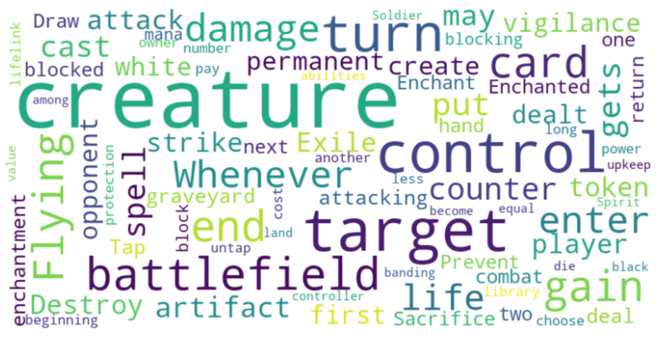 lifelink
Draw
attack
mana
owner
number
damage
turn
Soldier
blocking
may
vigilance
cast
blocked
white
pay
permanent
create
abilities
card
one
creature
among
Enchant
Enchanted
put
hand
dealt
long
gets
return
value
Flying
opponent
protection
strike
next
Exile
another
control
power
upkeep
spell
Whenever
graveyard
attacking
less
become
counter
equal
token
Spirit
enchantment
Tap
block
end
untap
cost
land
target
enter
player
battlefield
banding
Prevent
combat
die
black
gain
Destroy
beginning
artifact
controller
first
life
Sacrifice
library
two
choose
deal